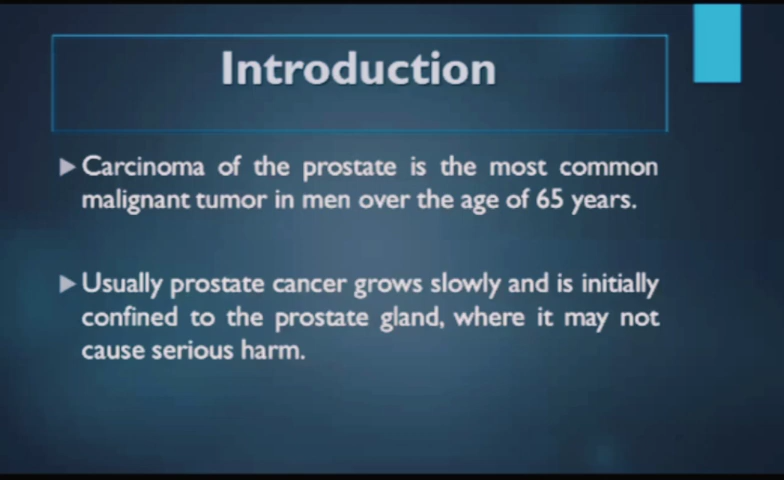 Introduction
Carcinoma of the prostate is the most common
malignant tumor in men over the age of 65 years.
Usually prostate cancer grows slowly and is initially
confined to the prostate gland, where it may not
cause serious harm.